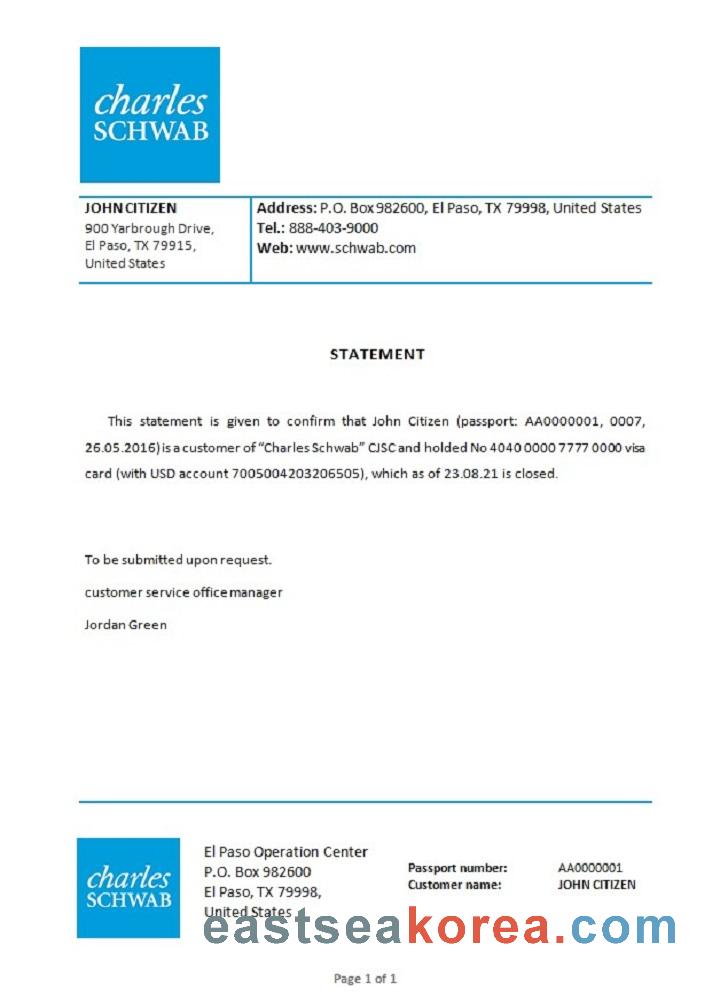 charles
SCHWAB
JOHN CITIZEN
900 Yarbrough Drive,
El Paso, TX 79915,
United States
Address: P.O. Box 982600, El Paso, TX 79998, United States
Tel.: 888-403-9000
Web: www.schwab.com
STATEMENT
This statement is given to confirm that John Citizen (passport: AA0000001, 0007,
26.05.2016) is a customer of “Charles Schwab” CJSC and holded No 4040 0000 7777 0000 visa
card (with USD account 7005004203206505), which as of 23.08.21 is closed.
To be submitted upon request.
customer service office manager
Jordan Green
charles
SCHWAB
El Paso Operation Center
P.O. Box 982600
El Paso, TX 79998,
United States
Passport number: AA0000001
Customer name: JOHN CITIZEN
eastseakorea.com
Page 1 of 1